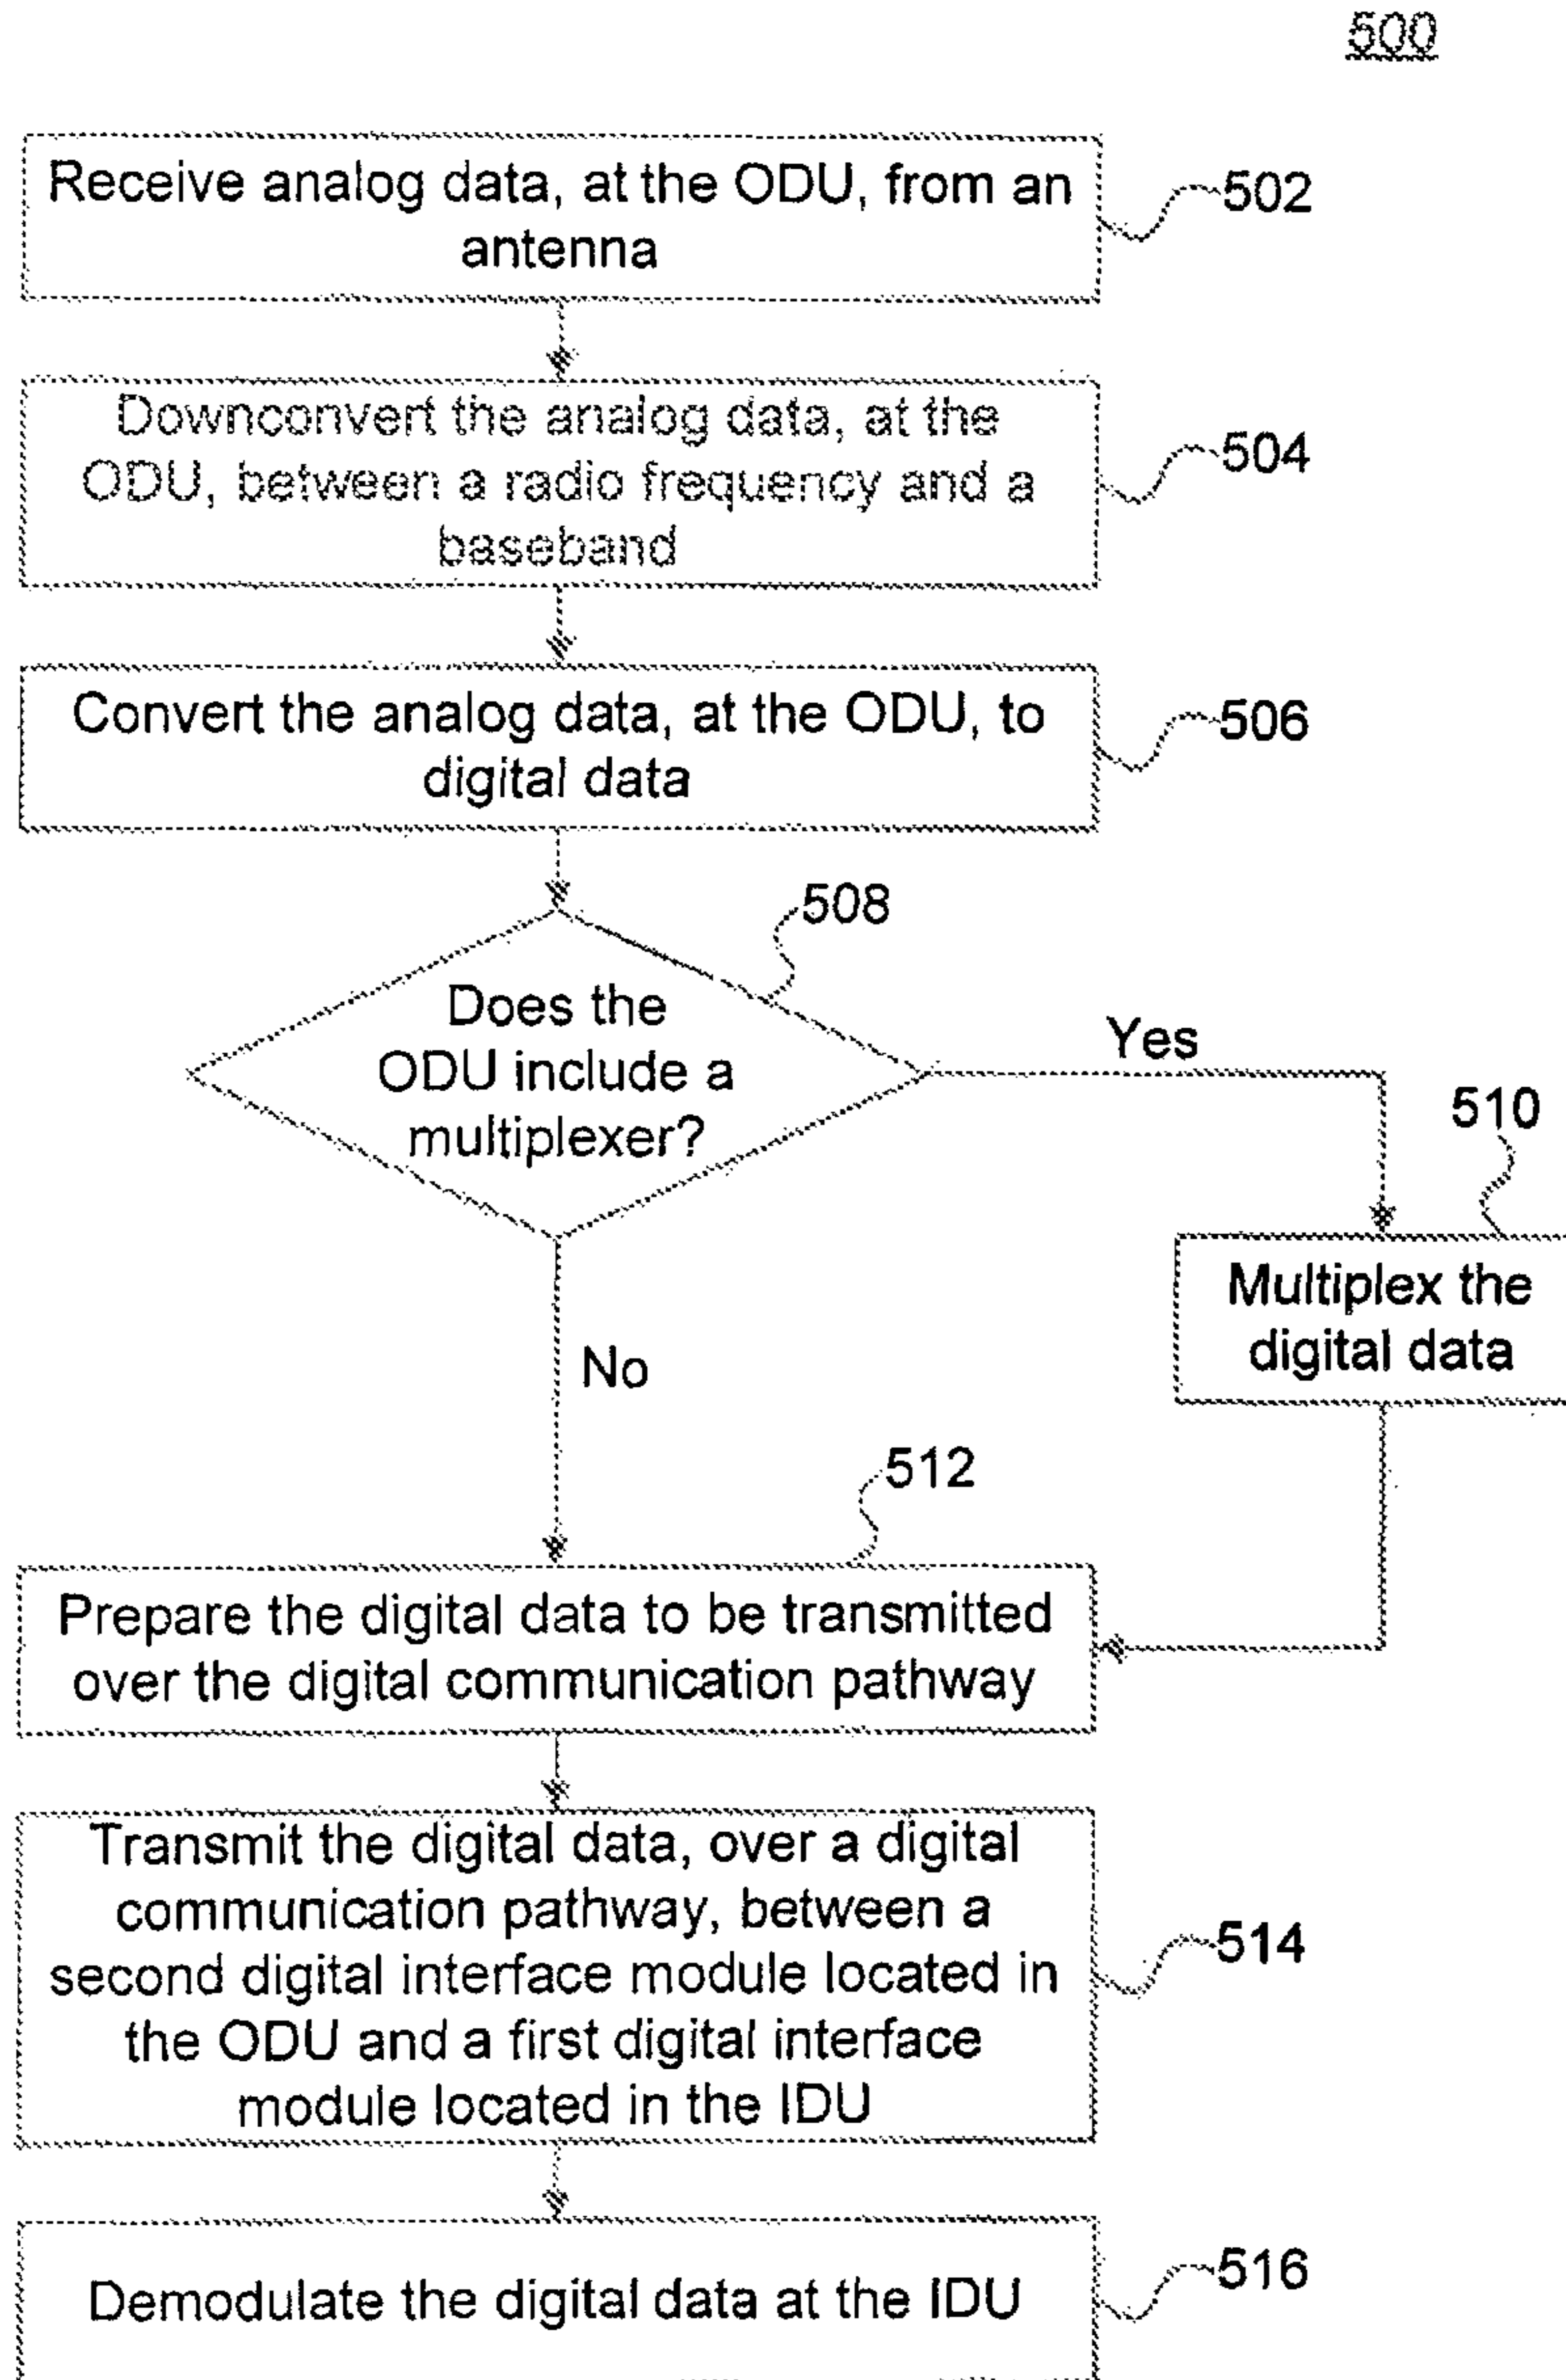 500
Receive analog data, at the ODU, from an
antenna
502
Downconvert the analog data, at the
ODU, between a radio frequency and a
baseband
504
Convert the analog data, at the ODU, to
digital data
506
508
Does the
ODU include a
multiplexer?
Yes
510
Multiplex the
digital data
No
512
Prepare the digital data to be transmitted
over the digital communication pathway
Transmit the digital data, over a digital
communication pathway, between a
second digital interface module located in
the ODU and a first digital interface
module located in the IDU
514
Demodulate the digital data at the IDU
516